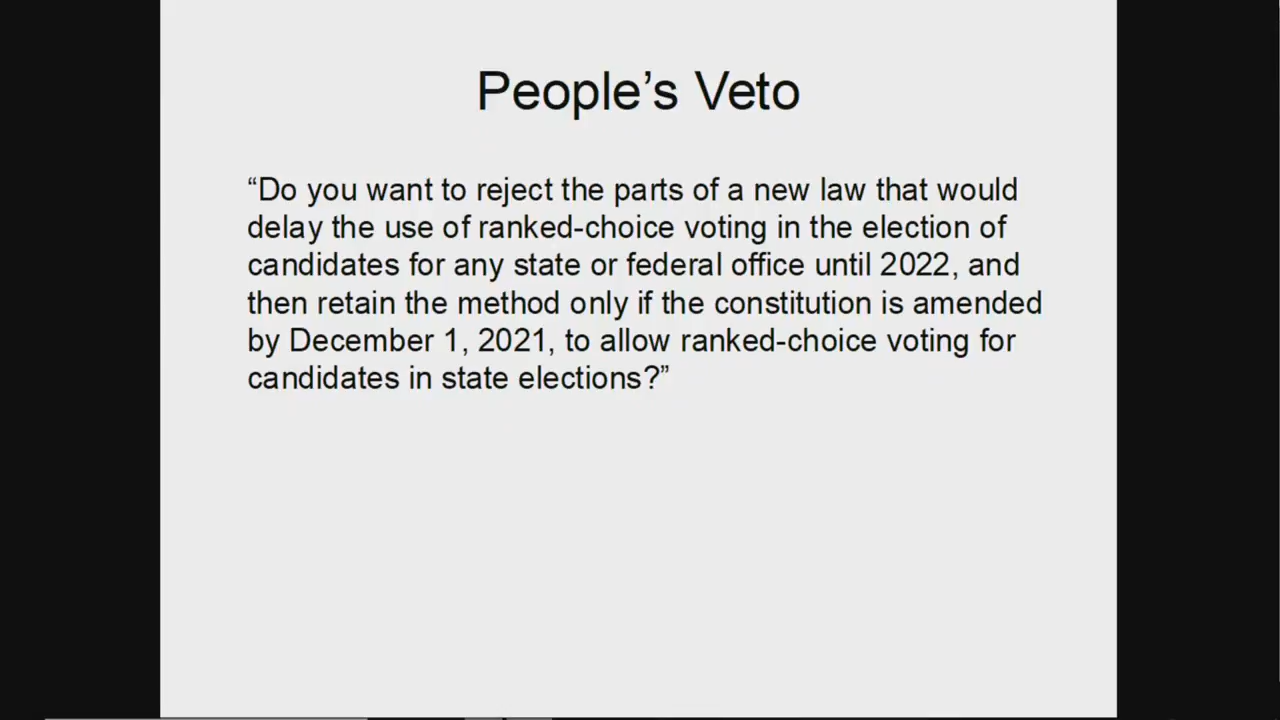 People’s Veto
“Do you want to reject the parts of a new law that would
delay the use of ranked-choice voting in the election of
candidates for any state or federal office until 2022, and
then retain the method only if the constitution is amended
by December 1, 2021, to allow ranked-choice voting for
candidates in state elections?”